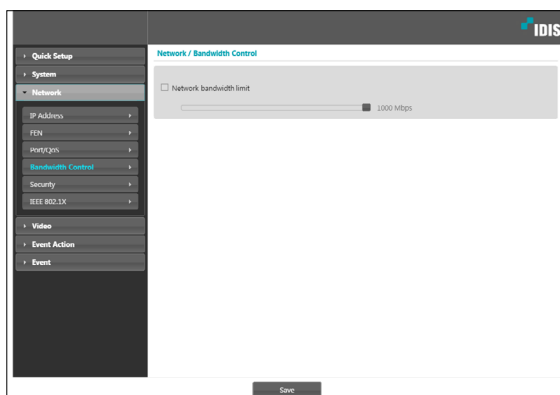 IDIS
Quick Setup
System
Network
IP Address
FEN
Port/QoS
Bandwidth Control
Security
IEEE 802.1X
Video
Event Action
Event
Network / Bandwidth Control
Network bandwidth limit
1000 Mbps
Save